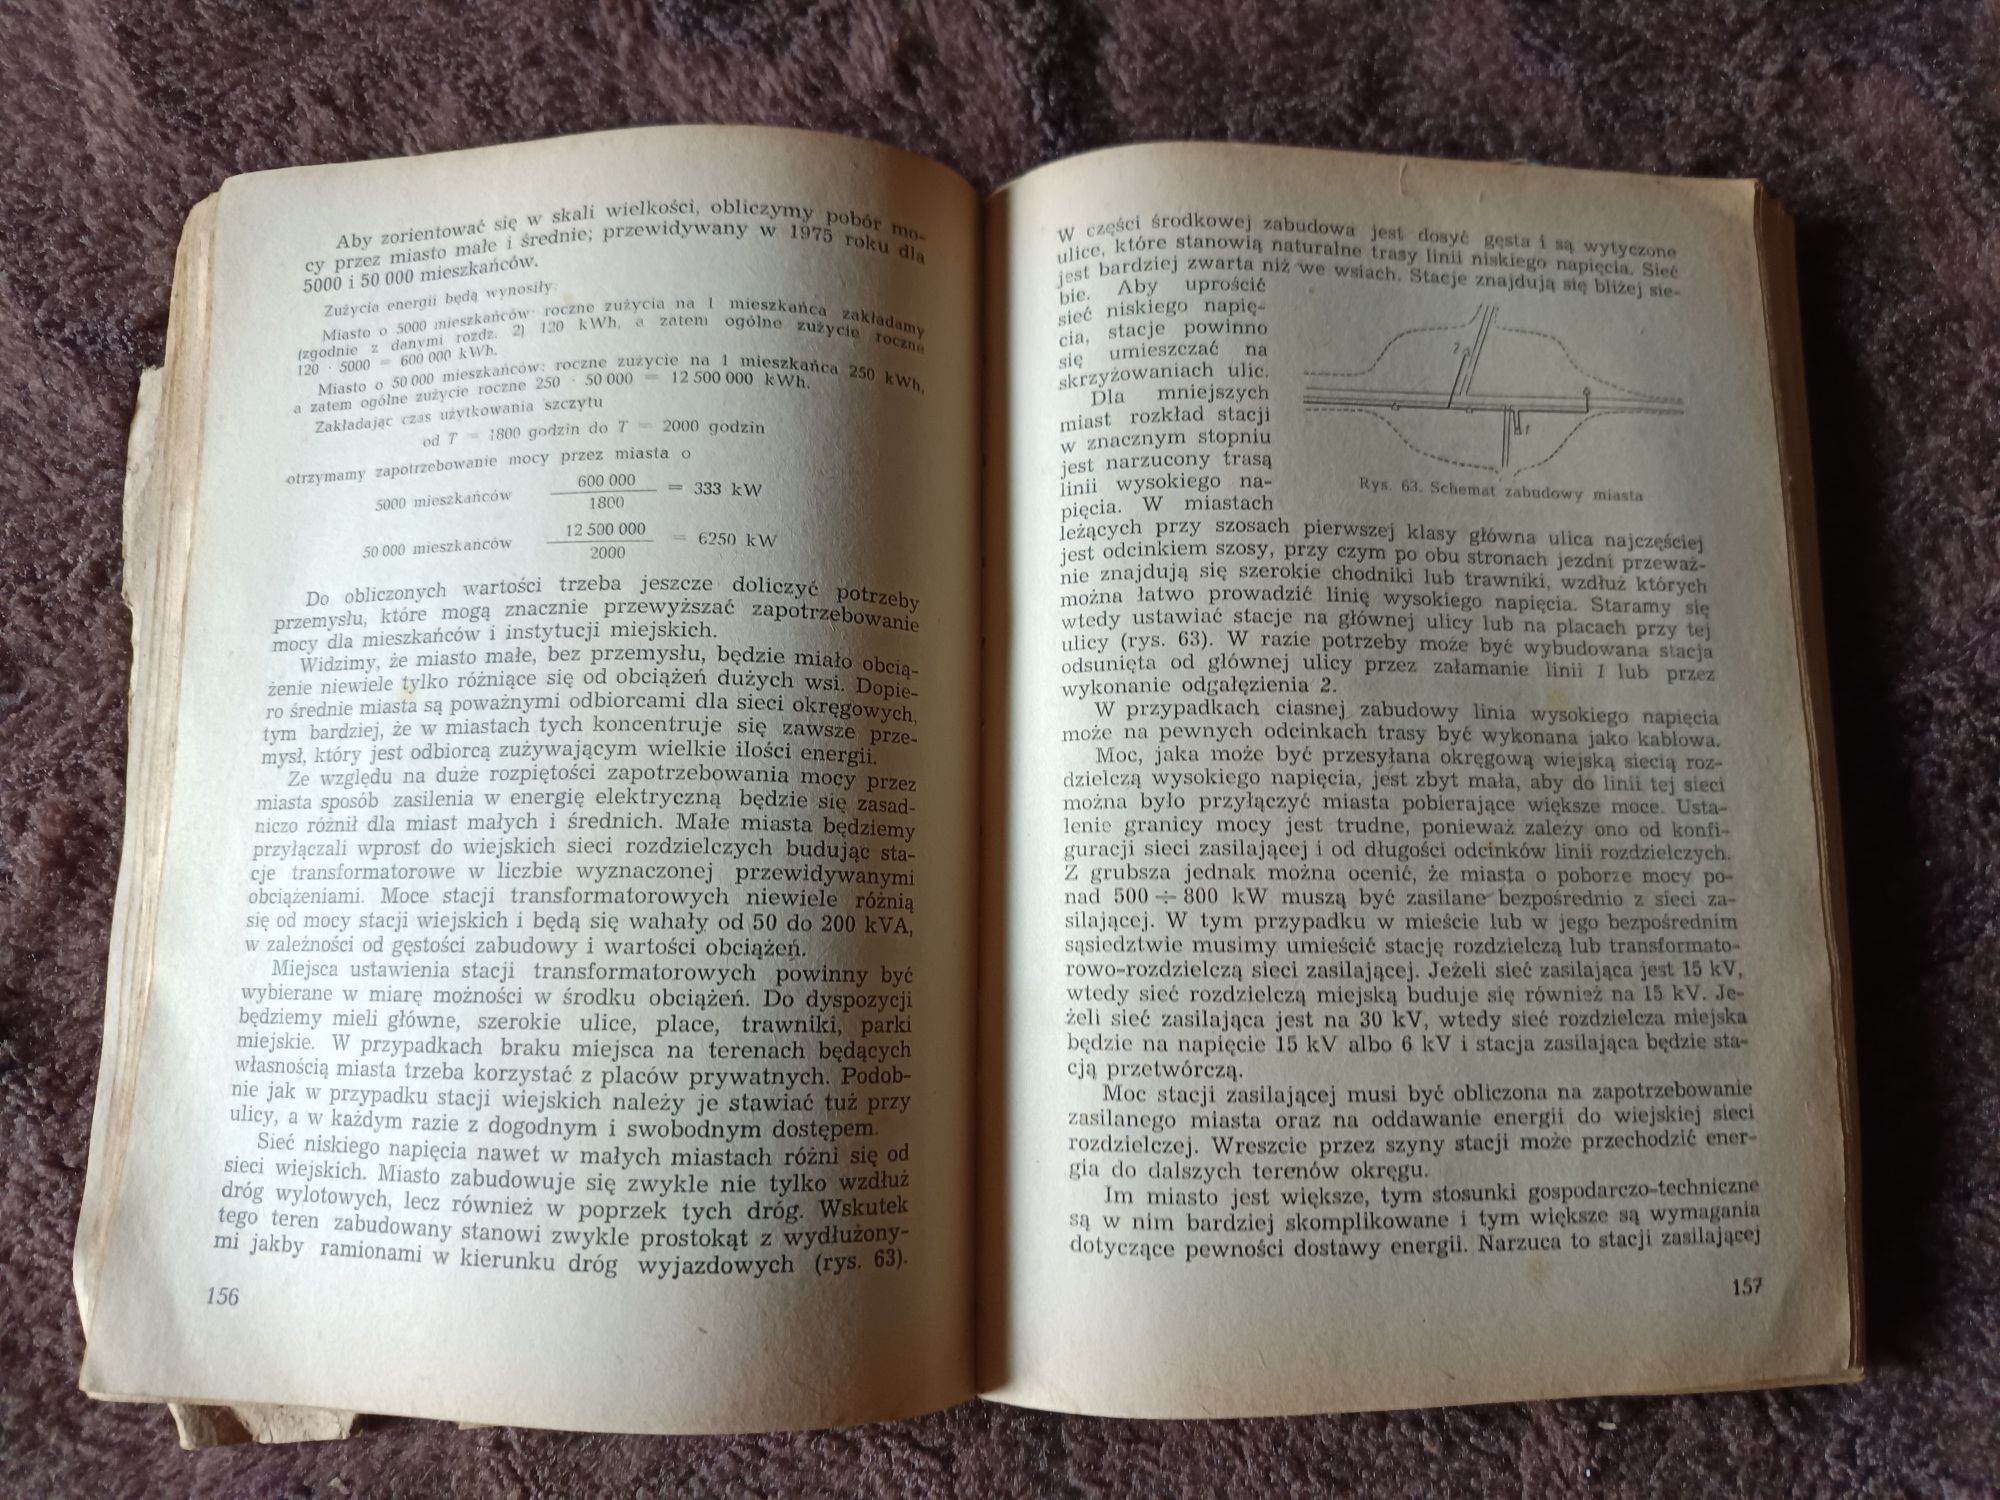 Aby zorientować się w skali wielkości, obliczymy pobór mo-
cy przez miasto małe i średnie; przewidywany w 1975 roku dla
5000 i 50 000 mieszkańców.
Zużycia energii będą wynosiły:
Miasto o 5000 mieszkańców: roczne zużycia na 1 mieszkańca zakładamy
(zgodnie z danymi rozdz. 2) 120 kWh, a zatem ogólne zużycie roczne
120 · 5000 = 600 000 kWh.
Miasto o 50 000 mieszkańców: roczne zużycie na 1 mieszkańca 250 kWh,
a zatem ogólne zużycie roczne 250 · 50 000 = 12 500 000 kWh.
Zakładając czas użytkowania szczytu
od T = 1800 godzin do T = 2000 godzin
otrzymamy zapotrzebowanie mocy przez miasta o
5000 mieszkańców 600 000 / 1800 = 333 kW
50 000 mieszkańców 12 500 000 / 2000 = 6250 kW
Do obliczonych wartości trzeba jeszcze doliczyć potrzeby
przemysłu, które mogą znacznie przewyższać zapotrzebowanie
mocy dla mieszkańców i instytucji miejskich.
Widzimy, że miasto małe, bez przemysłu, będzie miało obcią-
żenie niewiele tylko różniące się od obciążeń dużych wsi. Dopie-
ro średnie miasta są poważnymi odbiorcami dla sieci okręgowych,
tym bardziej, że w miastach tych koncentruje się zawsze prze-
mysł, który jest odbiorcą zużywającym wielkie ilości energii.
Ze względu na duże rozpiętości zapotrzebowania mocy przez
miasta sposób zasilenia w energię elektryczną będzie się zasad-
niczo różnił dla miast małych i średnich. Małe miasta będziemy
przyłączali wprost do wiejskich sieci rozdzielczych budując sta-
cje transformatorowe w liczbie wyznaczonej przewidywanymi
obciążeniami. Moce stacji transformatorowych niewiele różnią
się od mocy stacji wiejskich i będą się wahały od 50 do 200 kVA,
w zależności od gęstości zabudowy i wartości obciążeń.
Miejsca ustawienia stacji transformatorowych powinny być
wybierane w miarę możności w środku obciążeń. Do dyspozycji
będziemy mieli główne, szerokie ulice, place, trawniki, parki
miejskie. W przypadkach braku miejsca na terenach będących
własnością miasta trzeba korzystać z placów prywatnych. Podob-
nie jak w przypadku stacji wiejskich należy je stawiać tuż przy
ulicy, a w każdym razie z dogodnym i swobodnym dostępem.
Sieć niskiego napięcia nawet w małych miastach różni się od
sieci wiejskich. Miasto zabudowuje się zwykle nie tylko wzdłuż
dróg wylotowych, lecz również w poprzek tych dróg. Wskutek
tego teren zabudowany stanowi zwykle prostokąt z wydłużony-
mi jakby ramionami w kierunku dróg wyjazdowych (rys. 63).
156
W części środkowej zabudowa jest dosyć gęsta i są wytyczone
ulice, które stanowią naturalne trasy linii niskiego napięcia. Sieć
jest bardziej zwarta niż we wsiach. Stacje znajdują się bliżej sie-
bie. Aby uprościć
sieć niskiego napię-
cia, stacje powinno
się umieszczać na
skrzyżowaniach ulic.
Dla mniejszych
miast rozkład stacji
w znacznym stopniu
jest narzucony trasą
linii wysokiego na-
pięcia. W miastach
2
1
Rys. 63. Schemat zabudowy miasta
leżących przy szosach pierwszej klasy główna ulica najczęściej
jest odcinkiem szosy, przy czym po obu stronach jezdni przeważ-
nie znajdują się szerokie chodniki lub trawniki, wzdłuż których
można łatwo prowadzić linię wysokiego napięcia. Staramy się
wtedy ustawiać stacje na głównej ulicy lub na placach przy tej
ulicy (rys. 63). W razie potrzeby może być wybudowana stacja
odsunięta od głównej ulicy przez załamanie linii 1 lub przez
wykonanie odgałęzienia 2.
W przypadkach ciasnej zabudowy linia wysokiego napięcia
może na pewnych odcinkach trasy być wykonana jako kablowa.
Moc, jaka może być przesyłana okręgową wiejską siecią roz-
dzielczą wysokiego napięcia, jest zbyt mała, aby do linii tej sieci
można było przyłączyć miasta pobierające większe moce. Usta-
lenie granicy mocy jest trudne, ponieważ zależy ono od konfi-
guracji sieci zasilającej i od długości odcinków linii rozdzielczych.
Z grubsza jednak można ocenić, że miasta o poborze mocy po-
nad 500 ÷ 800 kW muszą być zasilane bezpośrednio z sieci za-
silającej. W tym przypadku w mieście lub w jego bezpośrednim
sąsiedztwie musimy umieścić stację rozdzielczą lub transformato-
rowo-rozdzielczą sieci zasilającej. Jeżeli sieć zasilająca jest 15 kV,
wtedy sieć rozdzielczą miejską buduje się również na 15 kV. Je-
żeli sieć zasilająca jest na 30 kV, wtedy sieć rozdzielcza miejska
będzie na napięcie 15 kV albo 6 kV i stacja zasilająca będzie sta-
cją przetwórczą.
Moc stacji zasilającej musi być obliczona na zapotrzebowanie
zasilanego miasta oraz na oddawanie energii do wiejskiej sieci
rozdzielczej. Wreszcie przez szyny stacji może przechodzić ener-
gia do dalszych terenów okręgu.
Im miasto jest większe, tym stosunki gospodarczo-techniczne
są w nim bardziej skomplikowane i tym większe są wymagania
dotyczące pewności dostawy energii. Narzuca to stacji zasilającej
157